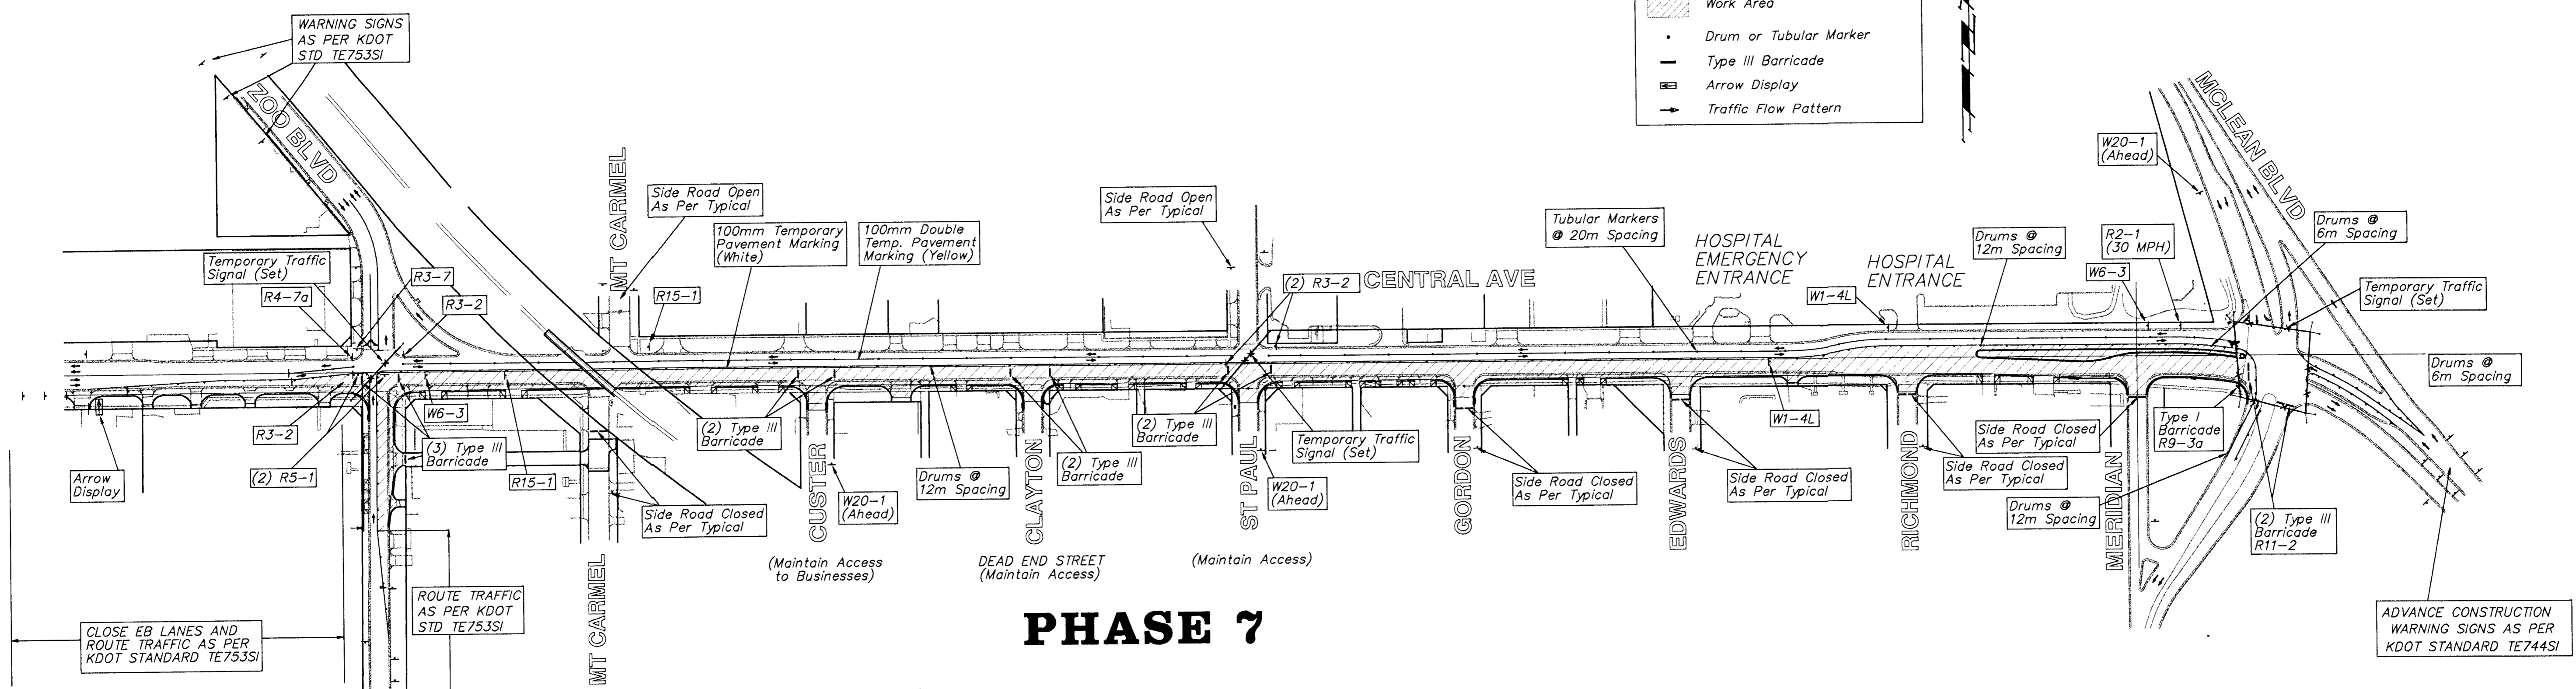 WARNING SIGNS
AS PER KDOT
STD TE753SI
ZOO BLVD
Work Area
Drum or Tubular Marker
Type III Barricade
Arrow Display
Traffic Flow Pattern
MCLEAN BLVD
W20-1
(Ahead)
MT CARMEL
Side Road Open
As Per Typical
100mm Temporary
Pavement Marking
(White)
100mm Double
Temp. Pavement
Marking (Yellow)
Side Road Open
As Per Typical
Tubular Markers
@ 20m Spacing
HOSPITAL
EMERGENCY
ENTRANCE
HOSPITAL
ENTRANCE
Drums @
12m Spacing
R2-1
(30 MPH)
Drums @
6m Spacing
Temporary Traffic
Signal (Set)
R3-7
R4-7a
R3-2
R15-1
(2) R3-2
CENTRAL AVE
W1-4L
W6-3
Temporary Traffic
Signal (Set)
Drums @
6m Spacing
Arrow
Display
R3-2
(2) R5-1
W6-3
(3) Type III
Barricade
R15-1
Side Road Closed
As Per Typical
(2) Type III
Barricade
CUSTER
W20-1
(Ahead)
Drums @
12m Spacing
CLAYTON
(2) Type III
Barricade
(2) Type III
Barricade
ST PAUL
Temporary Traffic
Signal (Set)
W20-1
(Ahead)
GORDON
Side Road Closed
As Per Typical
EDWARDS
W1-4L
Side Road Closed
As Per Typical
RICHMOND
Side Road Closed
As Per Typical
Side Road Closed
As Per Typical
MERIDIAN
Type I
Barricade
R9-3a
Drums @
12m Spacing
(2) Type III
Barricade
R11-2
(Maintain Access
to Businesses)
DEAD END STREET
(Maintain Access)
(Maintain Access)
MT CARMEL
ROUTE TRAFFIC
AS PER KDOT
STD TE753SI
CLOSE EB LANES AND
ROUTE TRAFFIC AS PER
KDOT STANDARD TE753SI
PHASE 7
ADVANCE CONSTRUCTION
WARNING SIGNS AS PER
KDOT STANDARD TE744SI